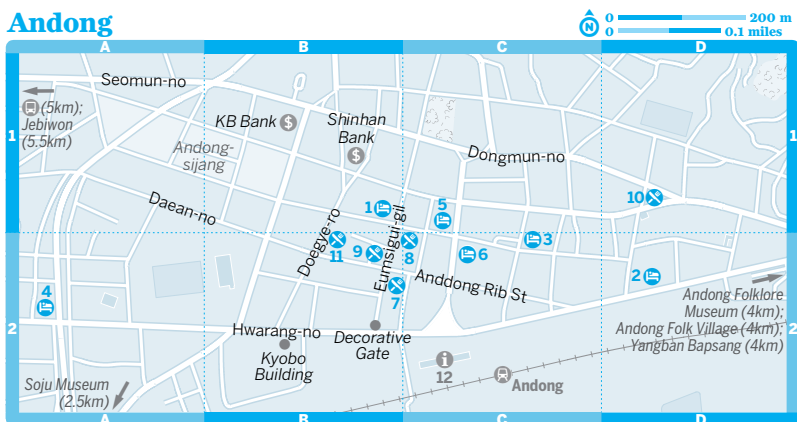 Andong
N
0 200 m
0 0.1 miles
A B C D
1 1
2 2
Seomun-no
(5km);
Jebiwon
(5.5km)
KB Bank
$
Shinhan
Bank
$
Andong-
sijang
Dongmun-no
Daean-no
Doegye-ro
Eumsigui-gil
1
5
10
11
9
8
6
3
7
2
4
Anddong Rib St
Andong Folklore
Museum (4km);
Andong Folk Village (4km);
Yangban Bapsang (4km)
Hwarang-no
Kyobo
Building
Decorative
Gate
i
12
Andong
Soju Museum
(2.5km)
A B C D